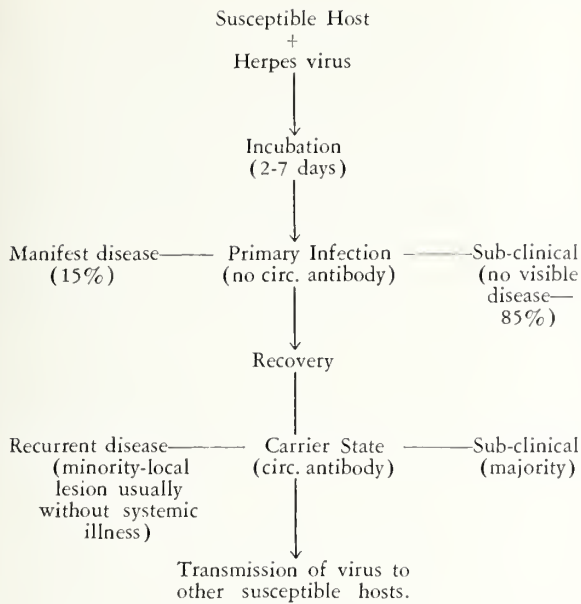 Susceptible Host
+
Herpes virus
Incubation
(2-7 days)
Manifest disease
(15%)
Primary Infection
(no circ. antibody)
Sub-clinical
(no visible
disease—
85%)
Recovery
Recurrent disease
(minority-local
lesion usually
without systemic
illness)
Carrier State
(circ. antibody)
Sub-clinical
(majority)
Transmission of virus to
other susceptible hosts.